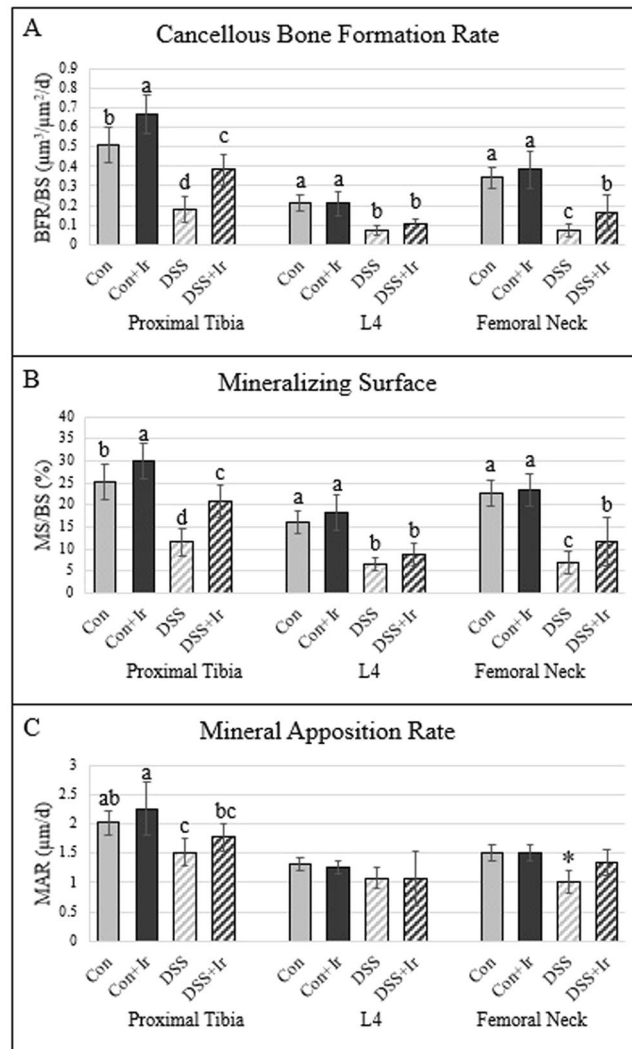 A
Cancellous Bone Formation Rate
BFR/BS (µm³/µm²/d)
0.9
0.8
0.7
0.6
0.5
0.4
0.3
0.2
0.1
0
b
a
d
c
a
a
b
b
a
a
c
b
Con
Con+Ir
DSS
DSS+Ir
Con
Con+Ir
DSS
DSS+Ir
Con
Con+Ir
DSS
DSS+Ir
Proximal Tibia
L4
Femoral Neck
B
Mineralizing Surface
MS/BS (%)
40
35
30
25
20
15
10
5
0
b
a
d
c
a
a
b
b
a
a
c
b
Con
Con+Ir
DSS
DSS+Ir
Con
Con+Ir
DSS
DSS+Ir
Con
Con+Ir
DSS
DSS+Ir
Proximal Tibia
L4
Femoral Neck
C
Mineral Apposition Rate
MAR (µm/d)
3
2.5
2
1.5
1
0.5
0
ab
a
c
bc
*
Con
Con+Ir
DSS
DSS+Ir
Con
Con+Ir
DSS
DSS+Ir
Con
Con+Ir
DSS
DSS+Ir
Proximal Tibia
L4
Femoral Neck